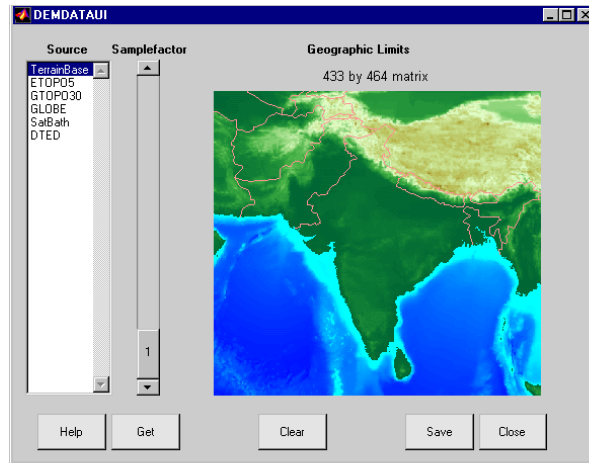 DEMDATAUI
Source Samplefactor Geographic Limits
433 by 464 matrix
TerrainBase
ETOPO5
GTOPO30
GLOBE
SatBath
DTED
1
Help Get Clear Save Close